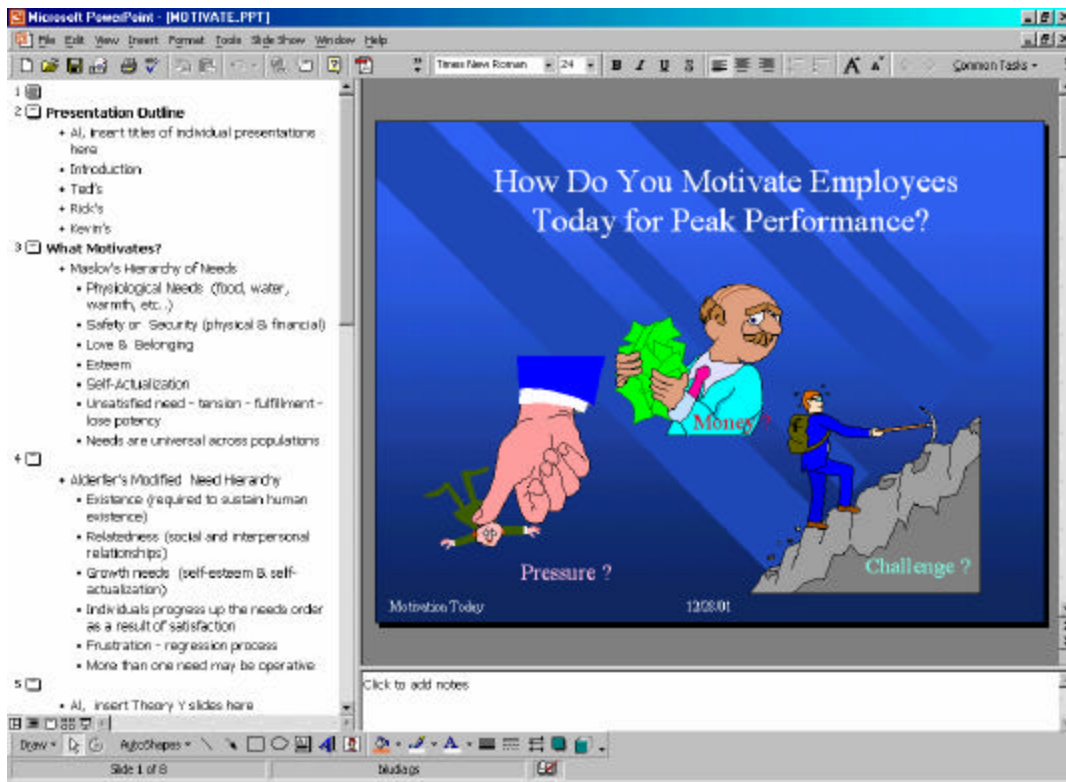 Microsoft PowerPoint - [MOTIVATE.PPT]
File Edit View Insert Format Tools Slide Show Window Help
Times New Roman 24 B I U S A A Common Tasks
1
2 Presentation Outline
• Al, insert titles of individual presentations
here
• Introduction
• Ted's
• Rick's
• Kevin's
3 What Motivates?
• Maslov's Hierarchy of Needs
• Physiological Needs (food, water,
warmth, etc..)
• Safety or Security (physical & financial)
• Love & Belonging
• Esteem
• Self-Actualization
• Unsatisfied need - tension - fulfillment -
lose potency
• Needs are universal across populations
4
• Alderfer's Modified Need Hierarchy
• Existence (required to sustain human
existence)
• Relatedness (social and interpersonal
relationships)
• Growth needs (self-esteem & self-
actualization)
• Individuals progress up the needs order
as a result of satisfaction
• Frustration - regression process
• More than one need may be operative
5
• Al, insert Theory Y slides here
How Do You Motivate Employees
Today for Peak Performance?
Money ?
Pressure ?
Challenge ?
Motivation Today 12/28/01
Click to add notes
Draw AutoShapes A
Slide 1 of 8 bludiags